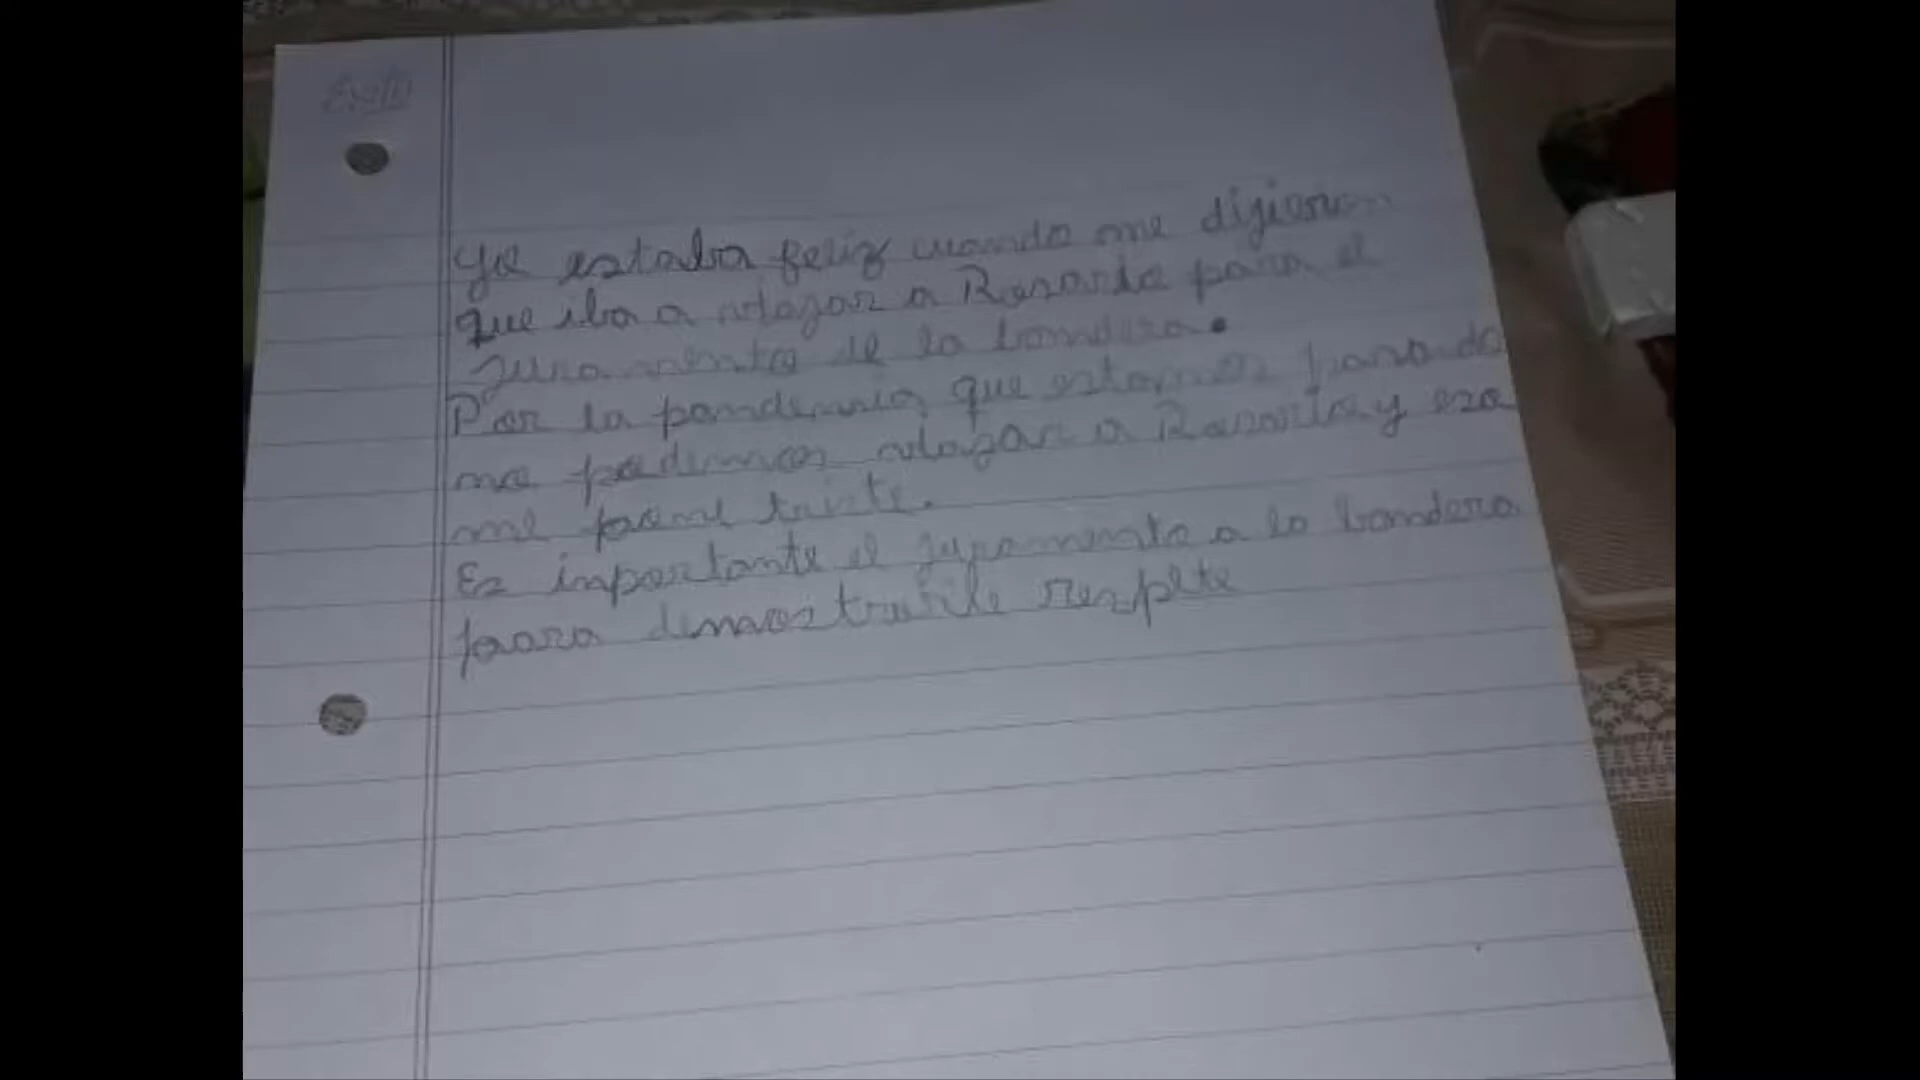 Yo estaba feliz cuando me dijieron
que iba a viajar a Rosario para el
juramento de la bandera.
Por la pandemia que estamos pasando
no podemos viajar a Rosario y eso
me pone triste.
Es importante el juramento a la bandera
para demostrarle